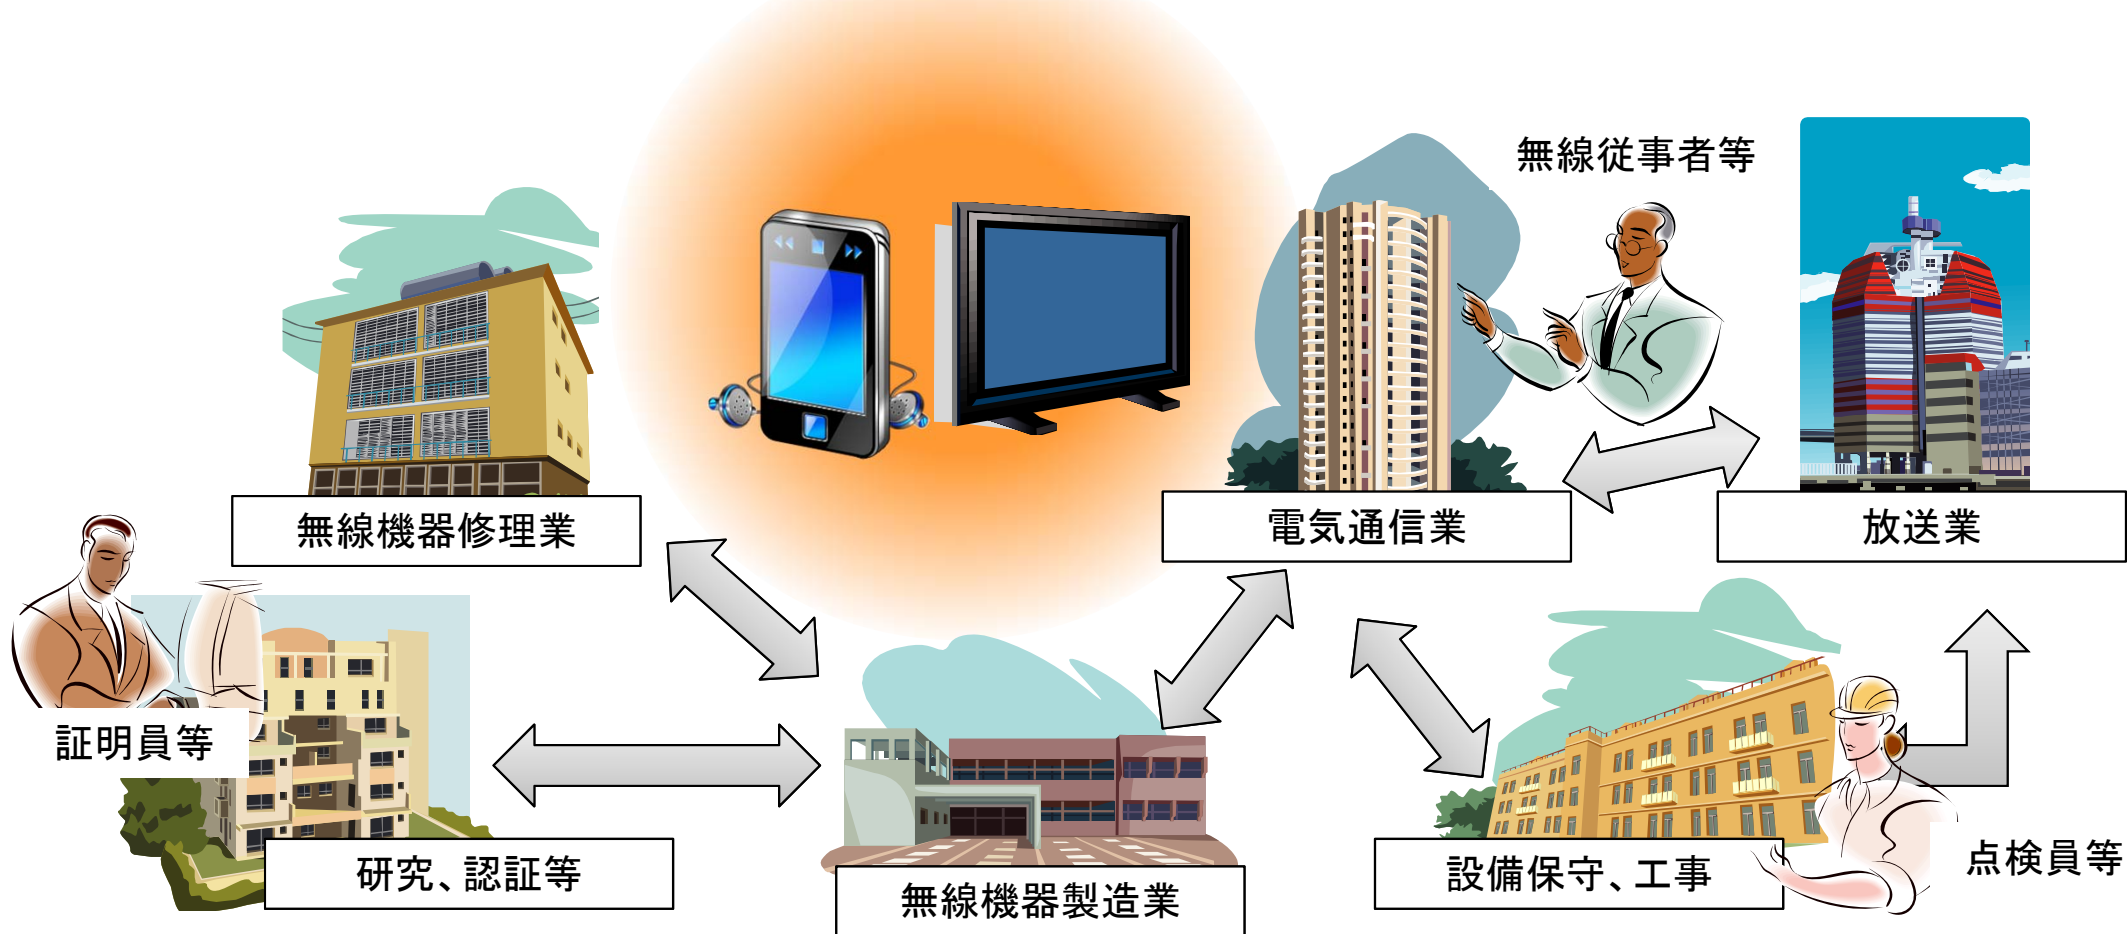 無線従事者等
無線機器修理業
電気通信業
放送業
証明員等
研究、認証等
無線機器製造業
設備保守、工事
点検員等